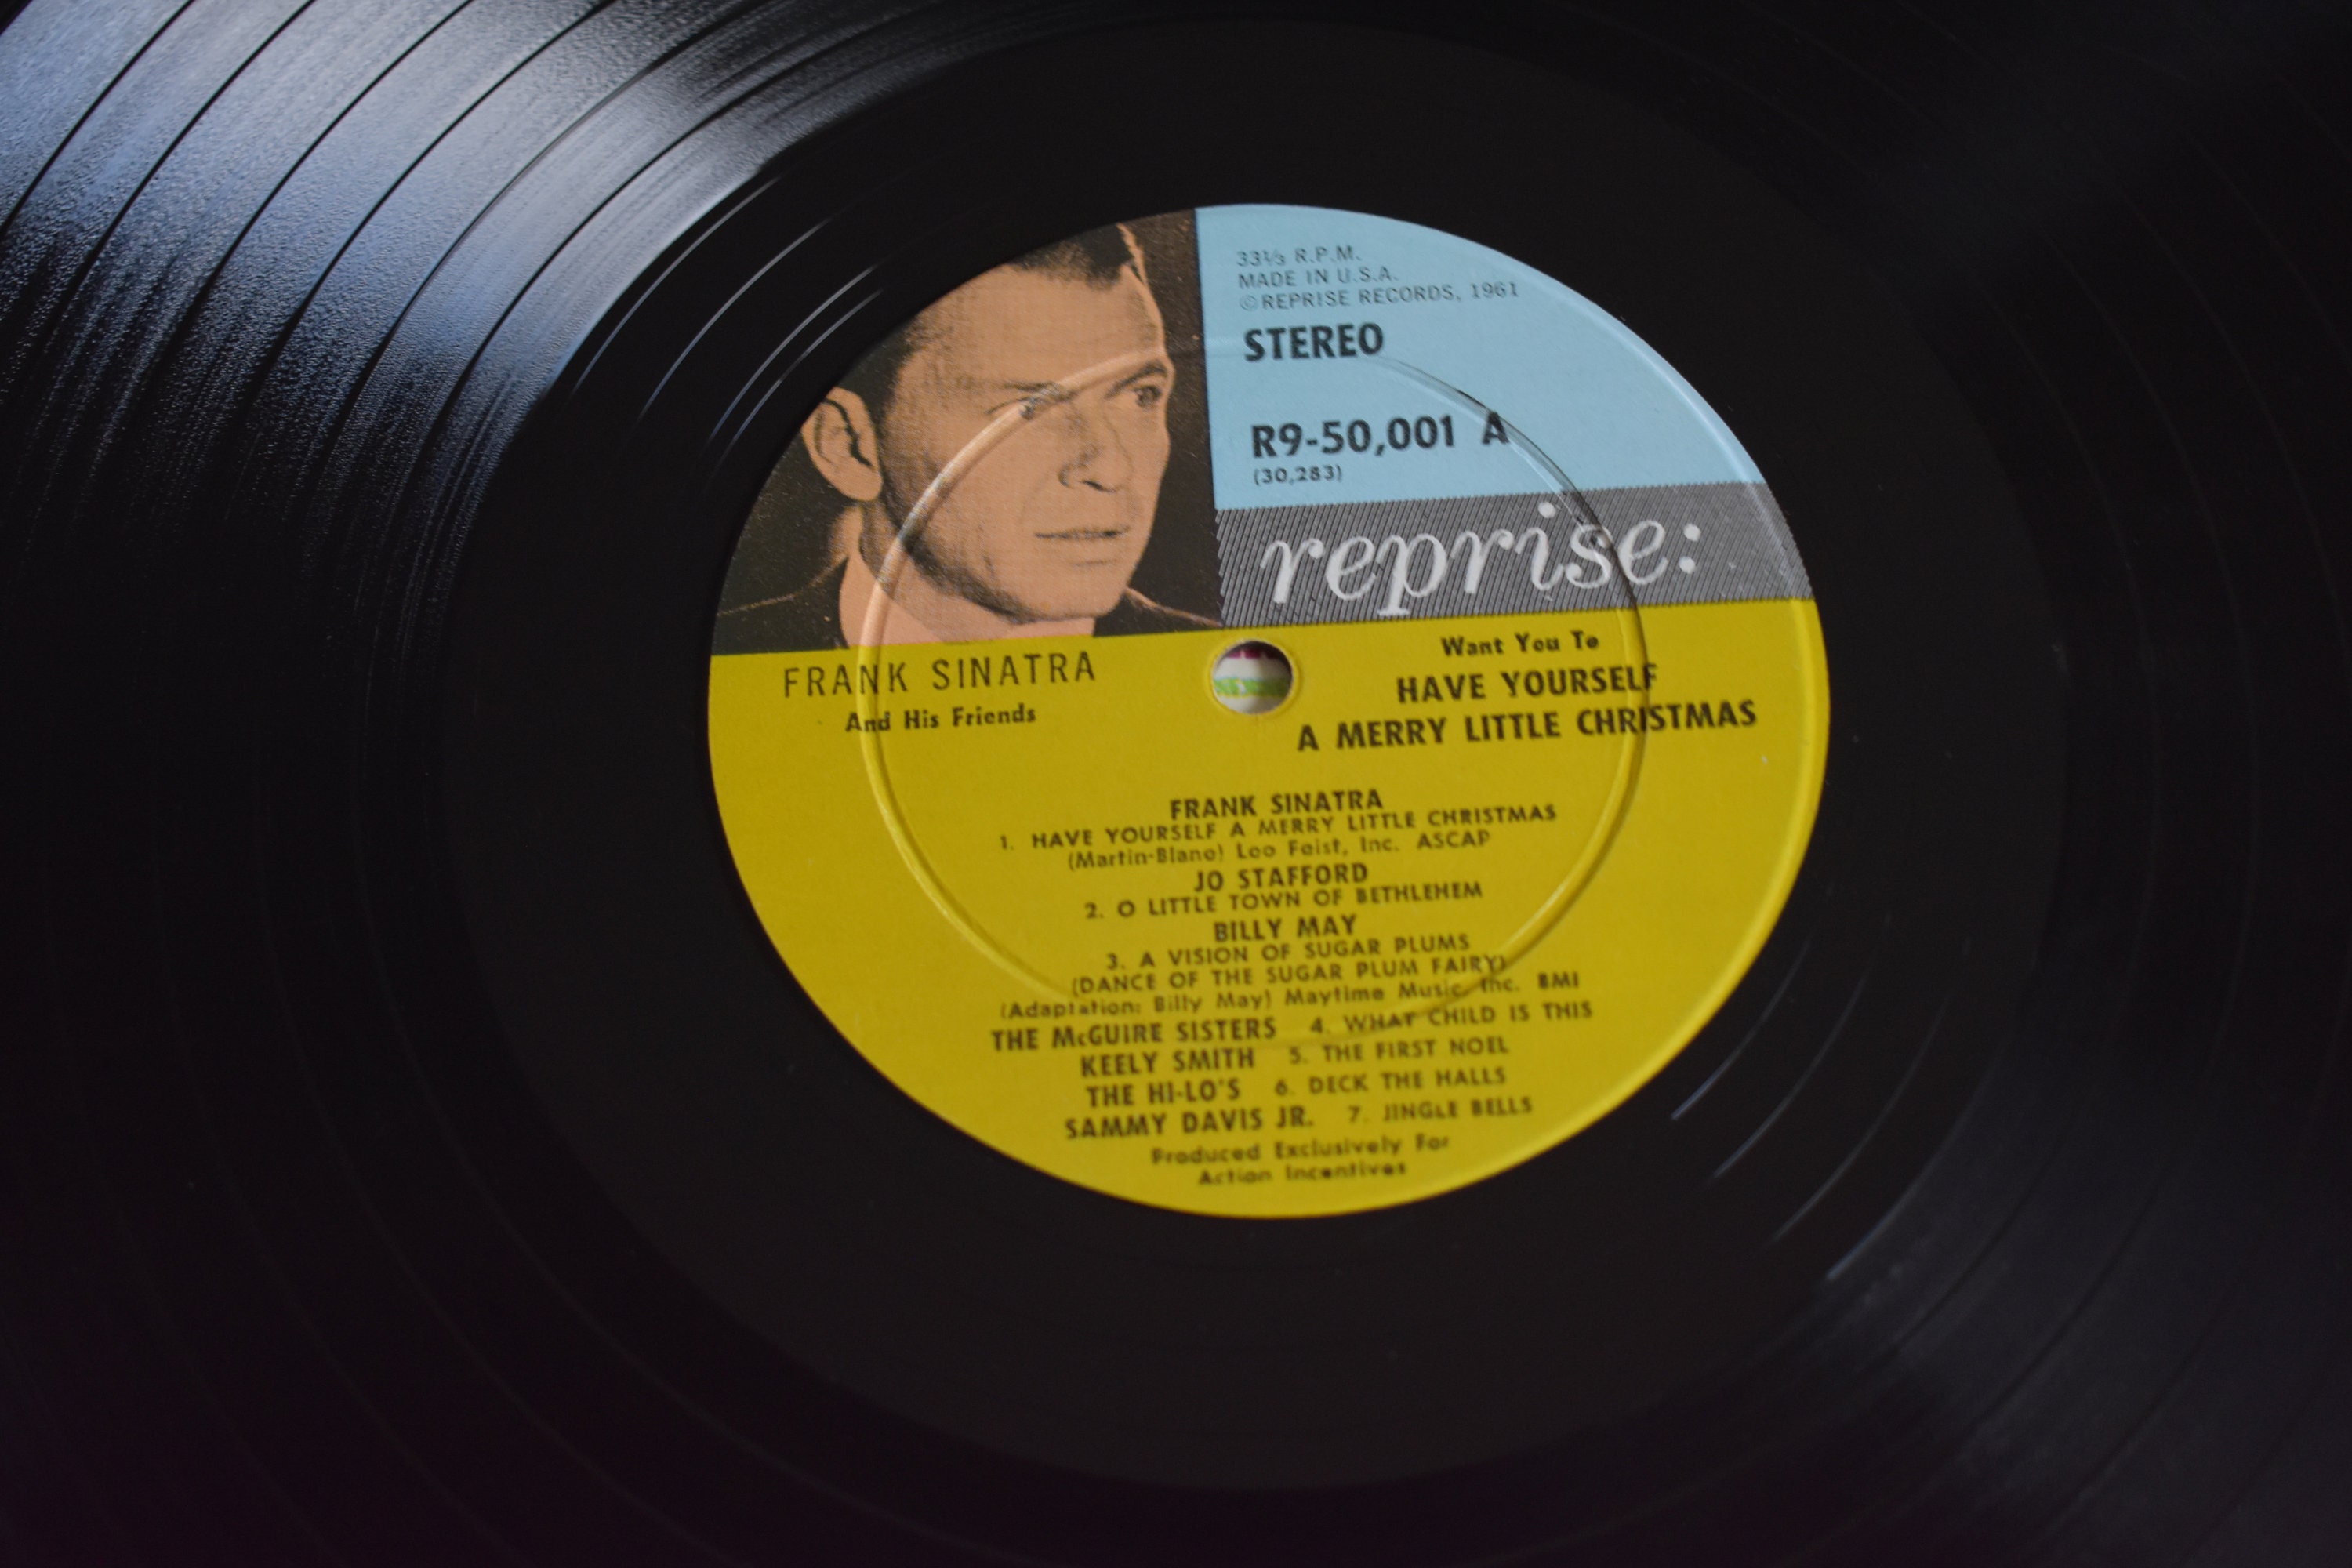 33⅓ R.P.M.
MADE IN U.S.A.
©REPRISE RECORDS, 1961
STEREO
R9-50,001 A
(30,283)
reprise:
FRANK SINATRA
And His Friends
Want You To
HAVE YOURSELF
A MERRY LITTLE CHRISTMAS
FRANK SINATRA
1. HAVE YOURSELF A MERRY LITTLE CHRISTMAS
(Martin-Blane) Leo Feist, Inc. ASCAP
JO STAFFORD
2. O LITTLE TOWN OF BETHLEHEM
BILLY MAY
3. A VISION OF SUGAR PLUMS
(DANCE OF THE SUGAR PLUM FAIRY)
(Adaptation: Billy May) Maytime Music, Inc. BMI
THE McGUIRE SISTERS 4. WHAT CHILD IS THIS
KEELY SMITH 5. THE FIRST NOEL
THE HI-LO'S 6. DECK THE HALLS
SAMMY DAVIS JR. 7. JINGLE BELLS
Produced Exclusively For
Action Incentives